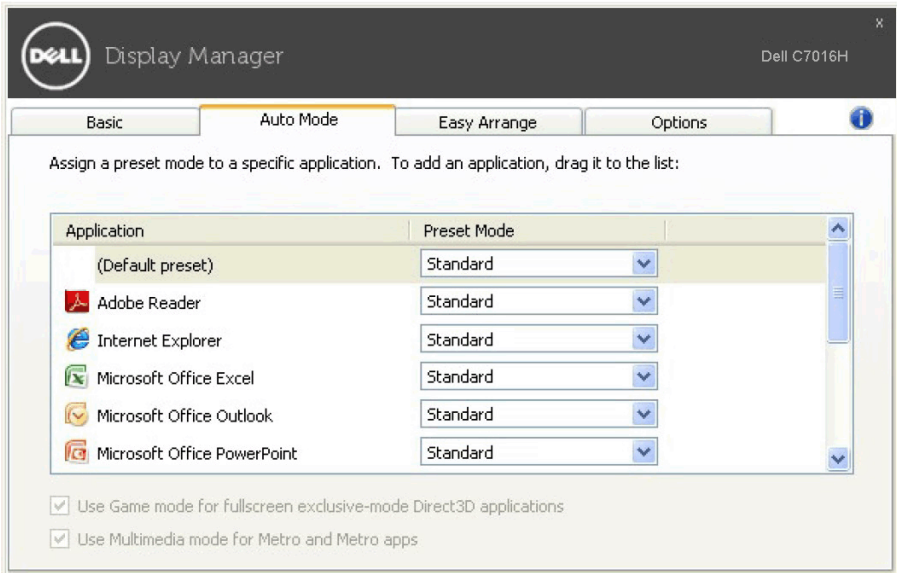 x
DELL Display Manager Dell C7016H
Basic Auto Mode Easy Arrange Options i
Assign a preset mode to a specific application. To add an application, drag it to the list:
Application Preset Mode
(Default preset) Standard
Adobe Reader Standard
Internet Explorer Standard
Microsoft Office Excel Standard
Microsoft Office Outlook Standard
Microsoft Office PowerPoint Standard
Use Game mode for fullscreen exclusive-mode Direct3D applications
Use Multimedia mode for Metro and Metro apps